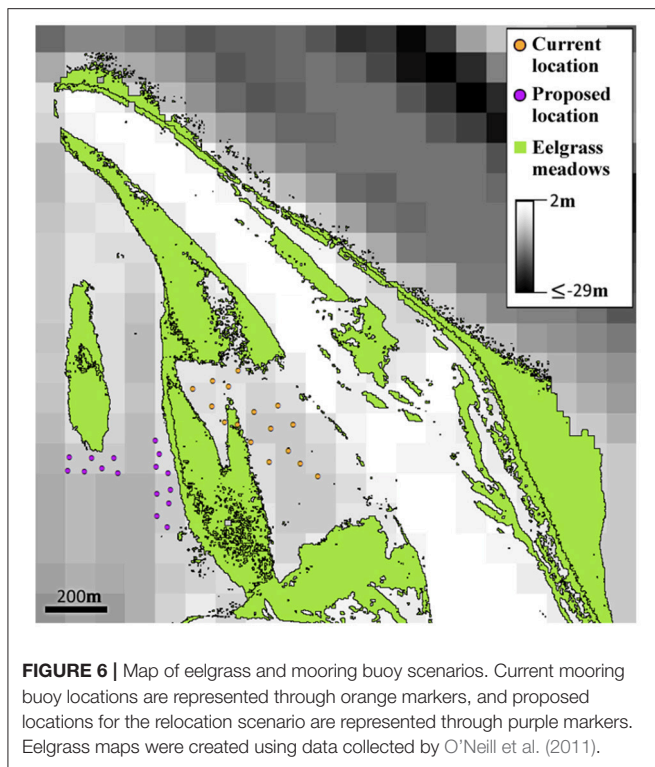 Current
location
Proposed
location
Eelgrass
meadows
2m
≤-29m
200m
FIGURE 6 | Map of eelgrass and mooring buoy scenarios. Current mooring
buoy locations are represented through orange markers, and proposed
locations for the relocation scenario are represented through purple markers.
Eelgrass maps were created using data collected by O'Neill et al. (2011).